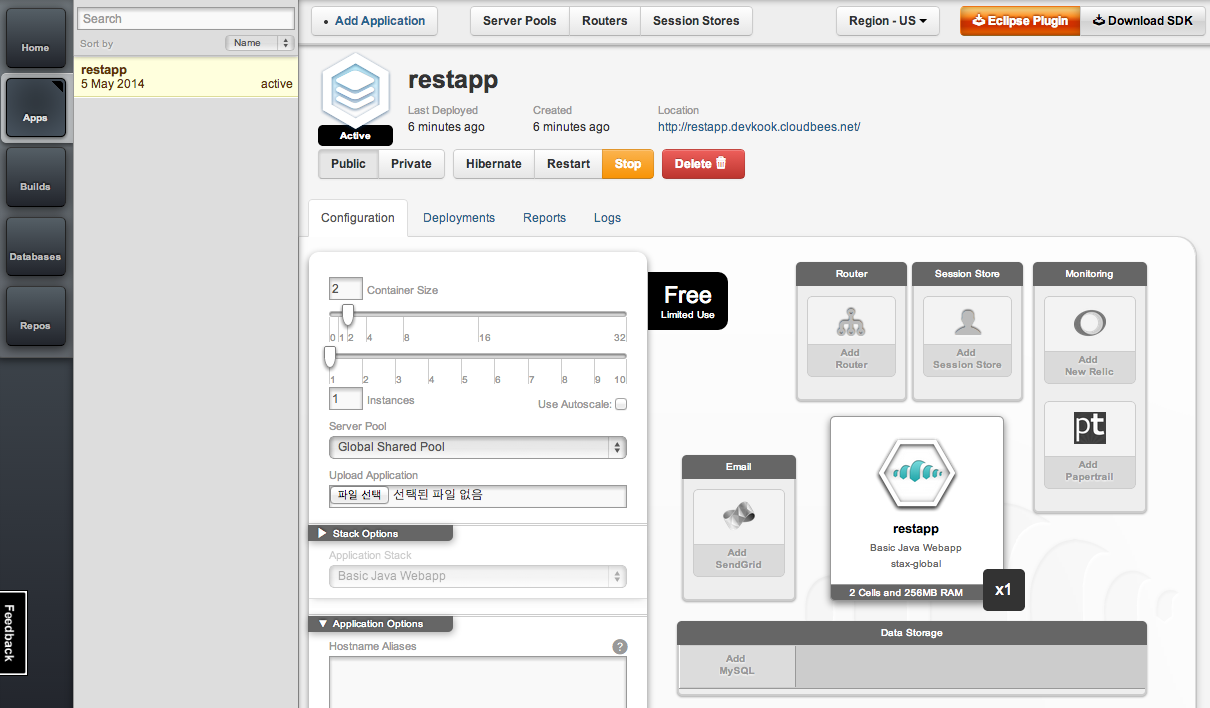 Home
Apps
Builds
Databases
Repos
Feedback
Search
Sort by Name
restapp
5 May 2014 active
Add Application
Server Pools Routers Session Stores
Region - US
Eclipse Plugin Download SDK
restapp
Last Deployed Created Location
6 minutes ago 6 minutes ago http://restapp.devkook.cloudbees.net/
Active
Public Private Hibernate Restart Stop Delete
Configuration Deployments Reports Logs
2 Container Size
0 1 2 4 8 16 32
1 2 3 4 5 6 7 8 9 10
1 Instances Use Autoscale:
Server Pool
Global Shared Pool
Upload Application
파일 선택 선택된 파일 없음
Stack Options
Application Stack
Basic Java Webapp
Application Options
Hostname Aliases ?
Free
Limited Use
Router
Add
Router
Session Store
Add
Session Store
Monitoring
Add
New Relic
pt
Add
Papertrail
Email
Add
SendGrid
restapp
Basic Java Webapp
stax-global
2 Cells and 256MB RAM
x1
Data Storage
Add
MySQL